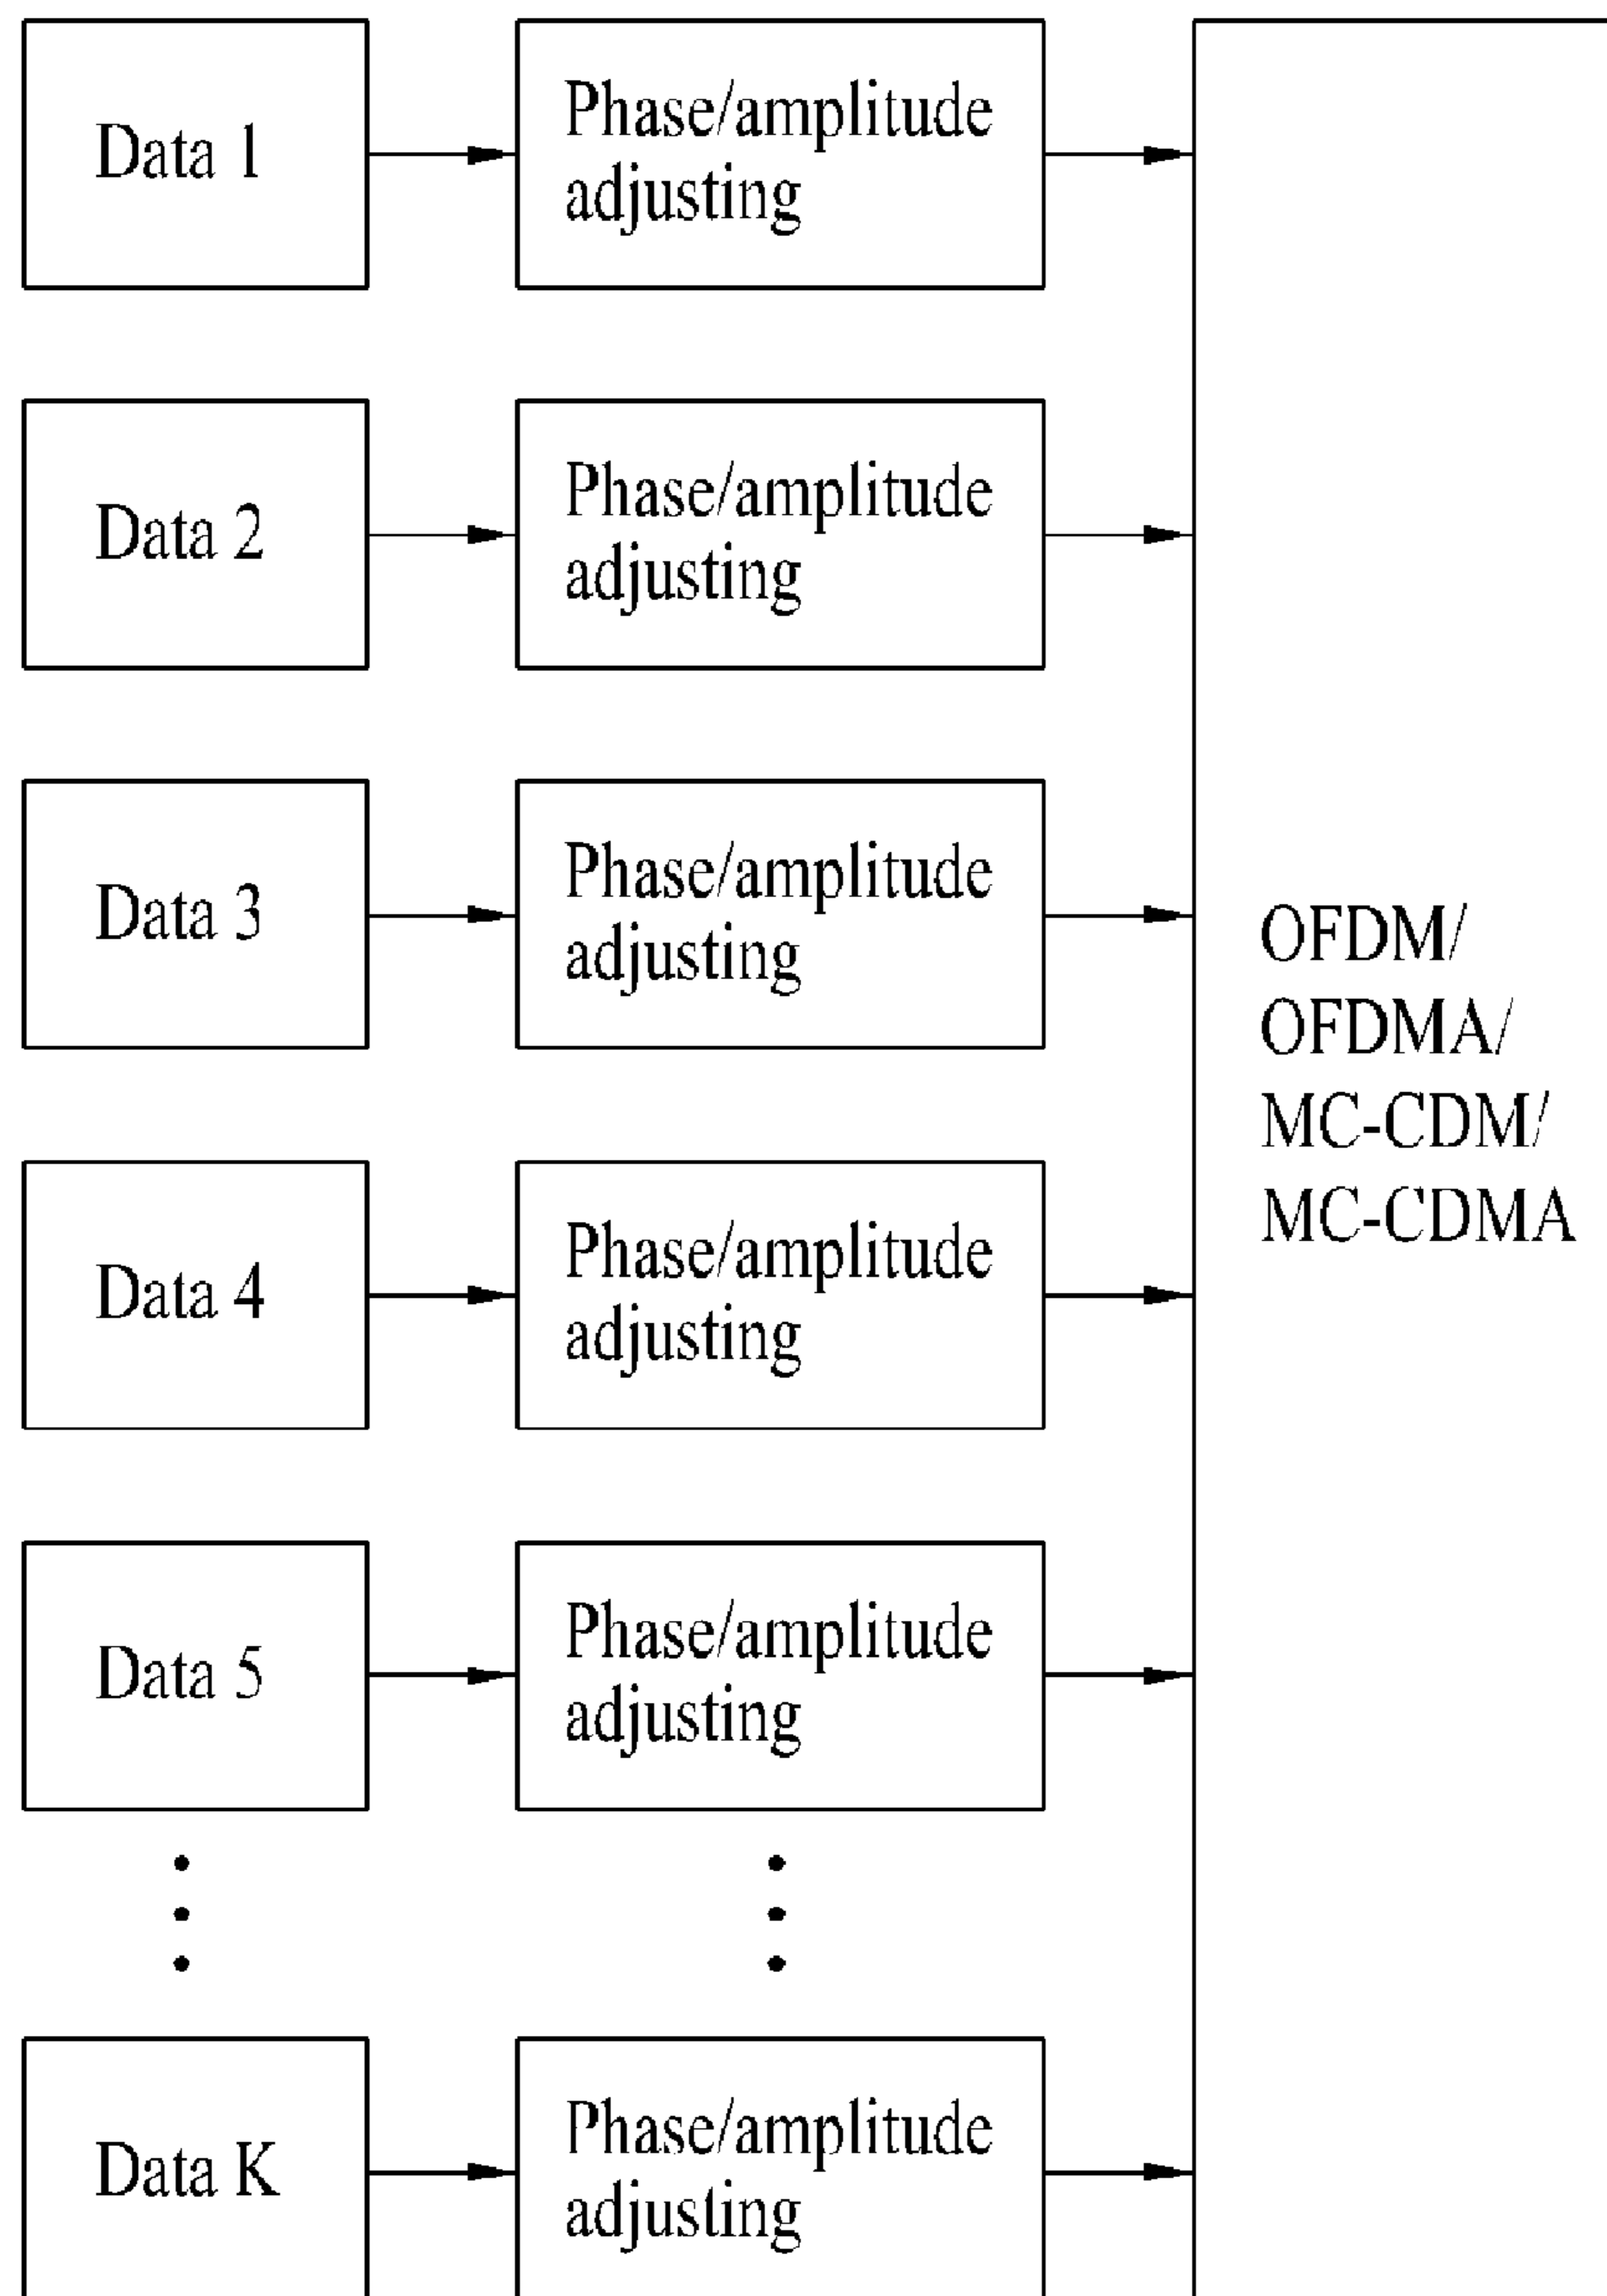 Data 1
Phase/amplitude
adjusting
Data 2
Phase/amplitude
adjusting
Data 3
Phase/amplitude
adjusting
Data 4
Phase/amplitude
adjusting
Data 5
Phase/amplitude
adjusting
Data K
Phase/amplitude
adjusting
OFDM/
OFDMA/
MC-CDM/
MC-CDMA